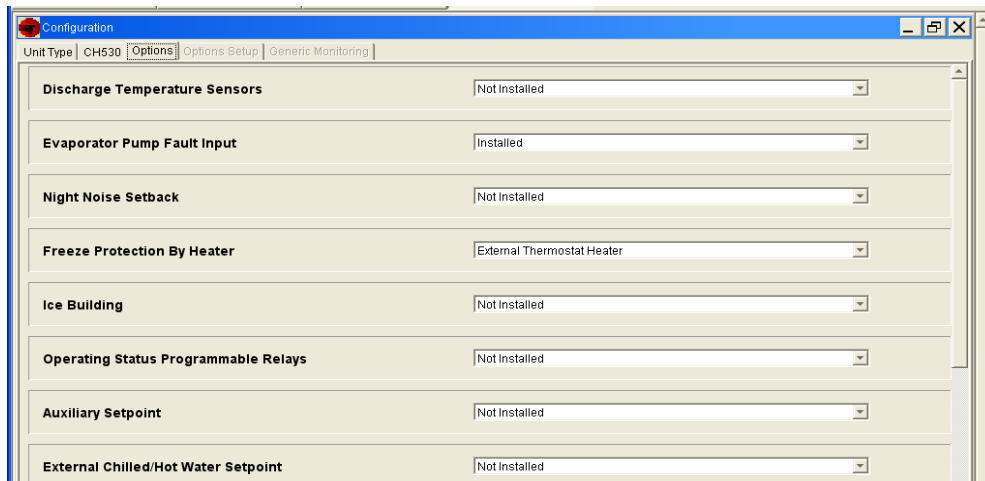 Configuration
Unit Type CH530 Options Options Setup Generic Monitoring
Discharge Temperature Sensors Not Installed
Evaporator Pump Fault Input Installed
Night Noise Setback Not Installed
Freeze Protection By Heater External Thermostat Heater
Ice Building Not Installed
Operating Status Programmable Relays Not Installed
Auxiliary Setpoint Not Installed
External Chilled/Hot Water Setpoint Not Installed